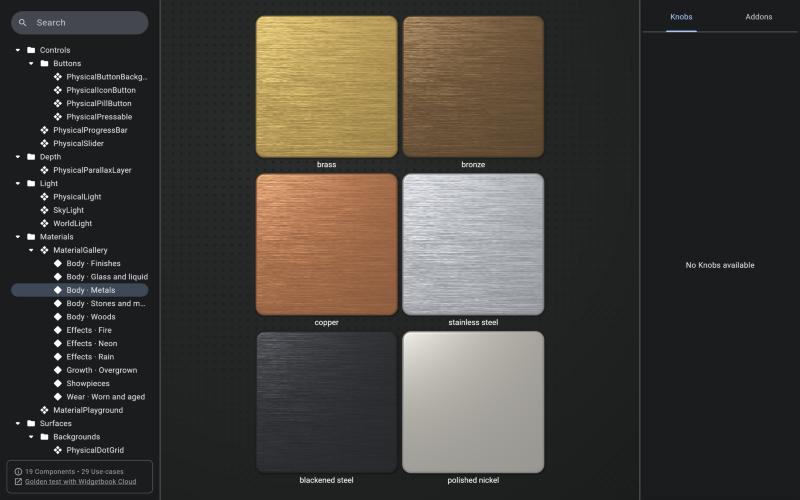 Search
Controls
Buttons
PhysicalButtonBackg...
PhysicalIconButton
PhysicalPillButton
PhysicalPressable
PhysicalProgressBar
PhysicalSlider
Depth
PhysicalParallaxLayer
Light
PhysicalLight
SkyLight
WorldLight
Materials
MaterialGallery
Body · Finishes
Body · Glass and liquid
Body · Metals
Body · Stones and m...
Body · Woods
Effects · Fire
Effects · Neon
Effects · Rain
Growth · Overgrown
Showpieces
Wear · Worn and aged
MaterialPlayground
Surfaces
Backgrounds
PhysicalDotGrid
19 Components • 29 Use-cases
Golden test with Widgetbook Cloud
brass
bronze
copper
stainless steel
blackened steel
polished nickel
Knobs
Addons
No Knobs available